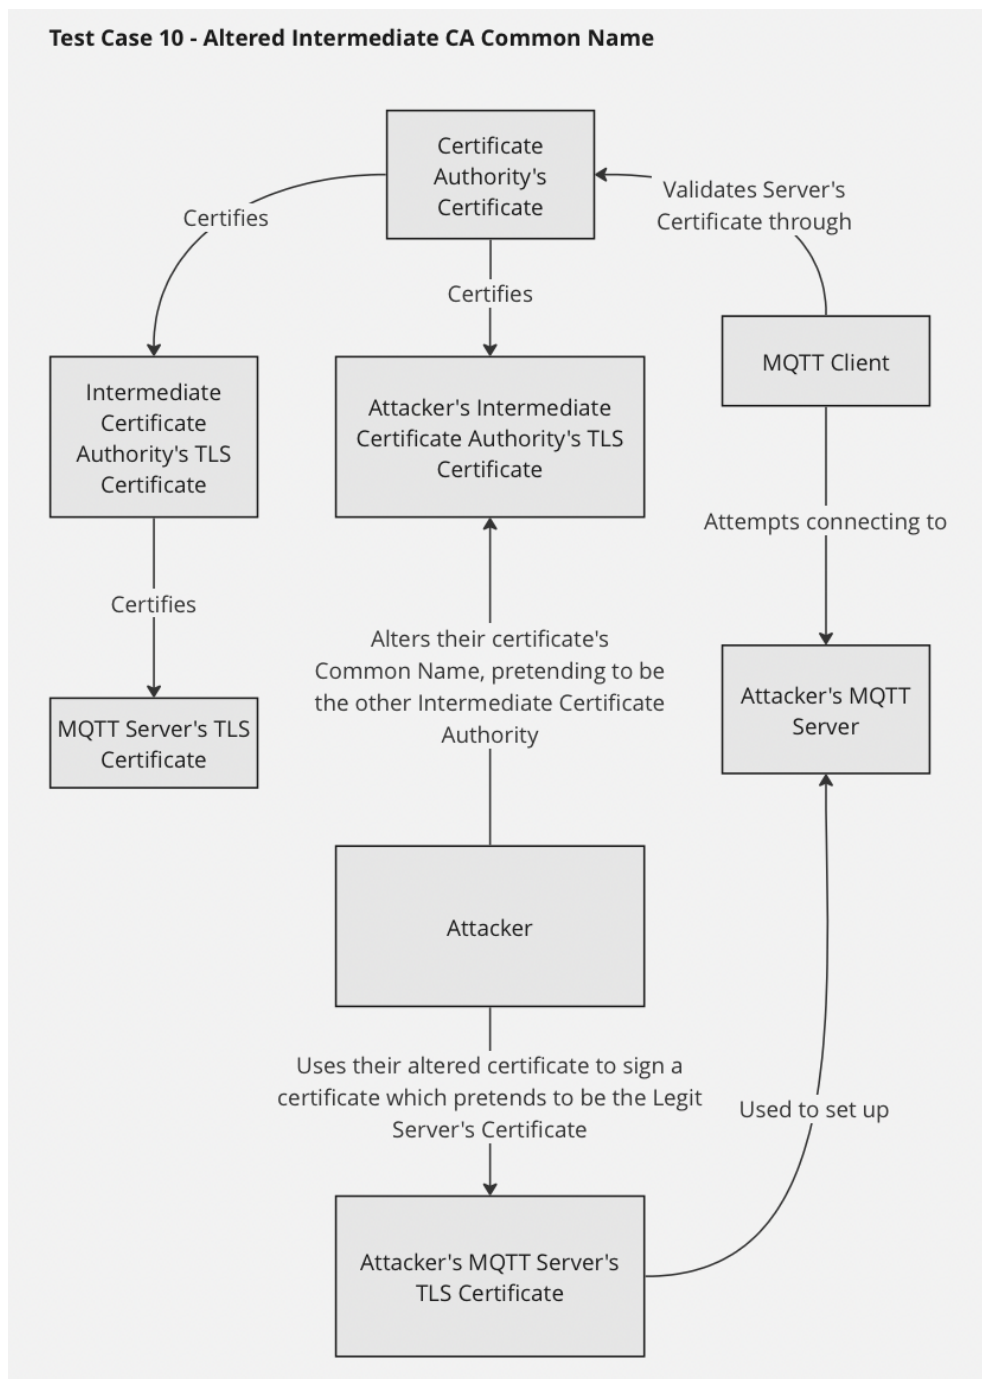 Test Case 10 - Altered Intermediate CA Common Name
Certificate
Authority's
Certificate
Validates Server's
Certificate through
Certifies
Certifies
MQTT Client
Intermediate
Certificate
Authority's TLS
Certificate
Attacker's Intermediate
Certificate Authority's TLS
Certificate
Attempts connecting to
Certifies
Alters their certificate's
Common Name, pretending to be
the other Intermediate Certificate
Authority
Attacker's MQTT
Server
MQTT Server's TLS
Certificate
Attacker
Uses their altered certificate to sign a
certificate which pretends to be the Legit
Server's Certificate
Used to set up
Attacker's MQTT Server's
TLS Certificate